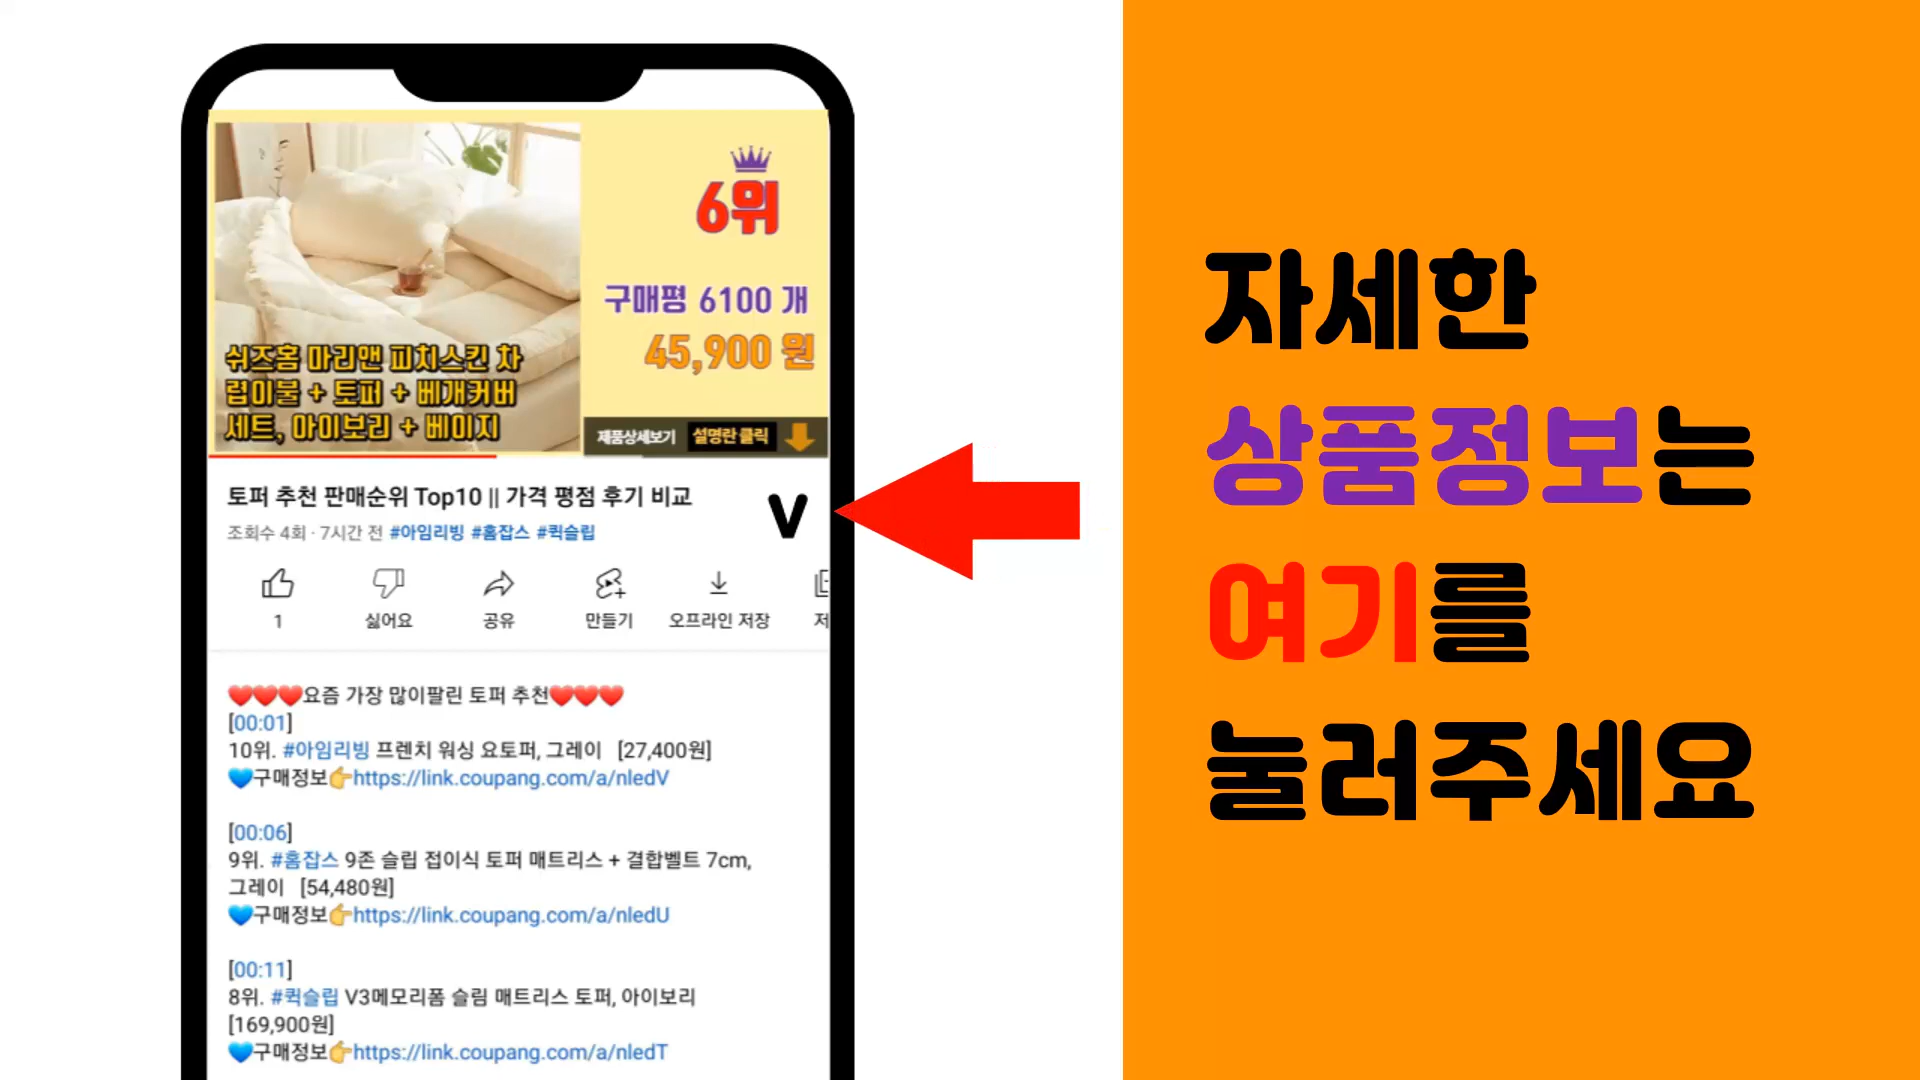 6위
구매평 6100 개
45,900 원
쉬즈홈 마리앤 피치스킨 차
렵이불 + 토퍼 + 베개커버
세트, 아이보리 + 베이지
제품상세보기 설명란 클릭
토퍼 추천 판매순위 Top10 || 가격 평점 후기 비교
V
조회수 4회 · 7시간 전 #아임리빙 #홈잡스 #퀵슬립
1 싫어요 공유 만들기 오프라인 저장 저
❤️❤️❤️요즘 가장 많이팔린 토퍼 추천❤️❤️❤️
[00:01]
10위. #아임리빙 프렌치 워싱 요토퍼, 그레이 [27,400원]
💙구매정보👉https://link.coupang.com/a/nledV
[00:06]
9위. #홈잡스 9존 슬립 접이식 토퍼 매트리스 + 결합벨트 7cm,
그레이 [54,480원]
💙구매정보👉https://link.coupang.com/a/nledU
[00:11]
8위. #퀵슬립 V3메모리폼 슬림 매트리스 토퍼, 아이보리
[169,900원]
💙구매정보👉https://link.coupang.com/a/nledT
자세한
상품정보는
여기를
눌러주세요